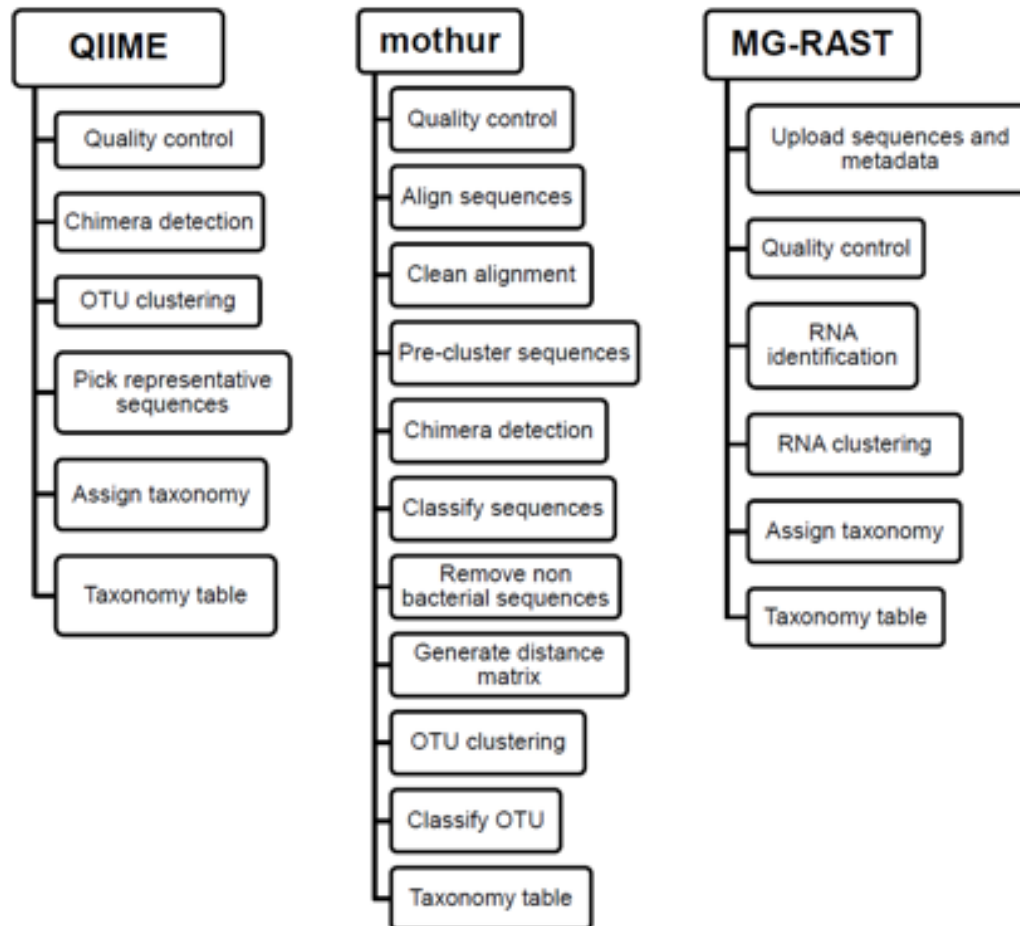 QIIME
Quality control
Chimera detection
OTU clustering
Pick representative
sequences
Assign taxonomy
Taxonomy table
mothur
Quality control
Align sequences
Clean alignment
Pre-cluster sequences
Chimera detection
Classify sequences
Remove non
bacterial sequences
Generate distance
matrix
OTU clustering
Classify OTU
Taxonomy table
MG-RAST
Upload sequences and
metadata
Quality control
RNA
identification
RNA clustering
Assign taxonomy
Taxonomy table